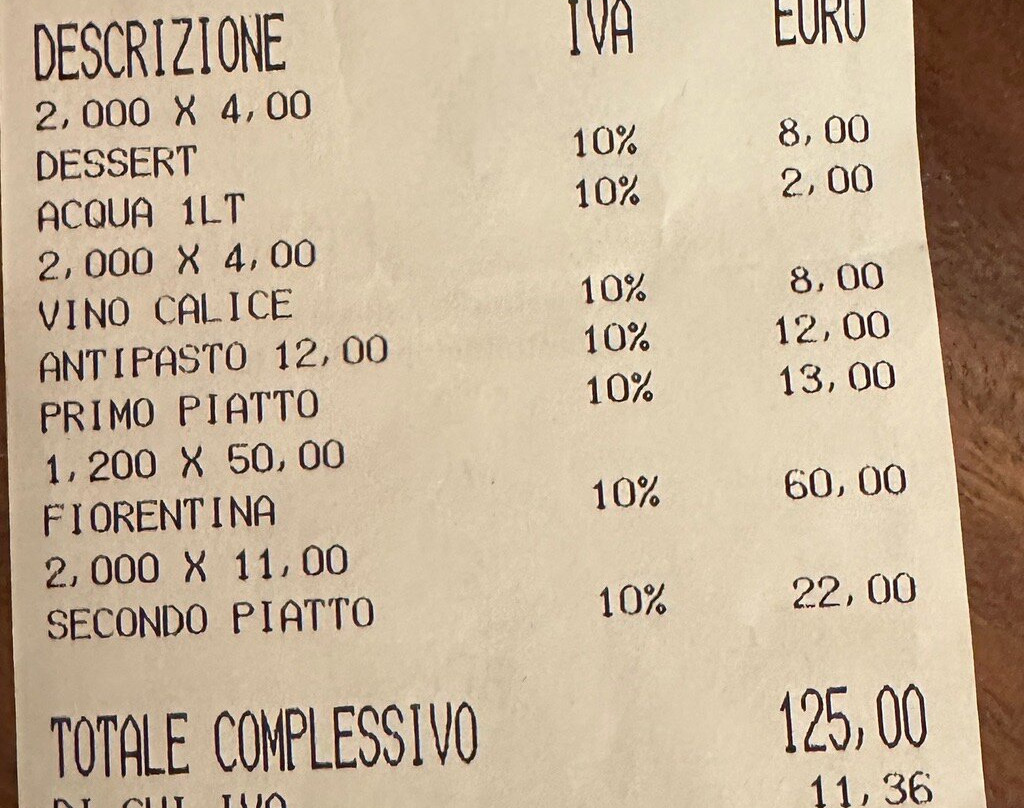 DESCRIZIONE IVA EURO
2,000 X 4,00
DESSERT 10% 8,00
ACQUA 1LT 10% 2,00
2,000 X 4,00
VINO CALICE 10% 8,00
ANTIPASTO 12,00 10% 12,00
PRIMO PIATTO 10% 13,00
1,200 X 50,00
FIORENTINA 10% 60,00
2,000 X 11,00
SECONDO PIATTO 10% 22,00
TOTALE COMPLESSIVO 125,00
DI CUI IVA 11,36